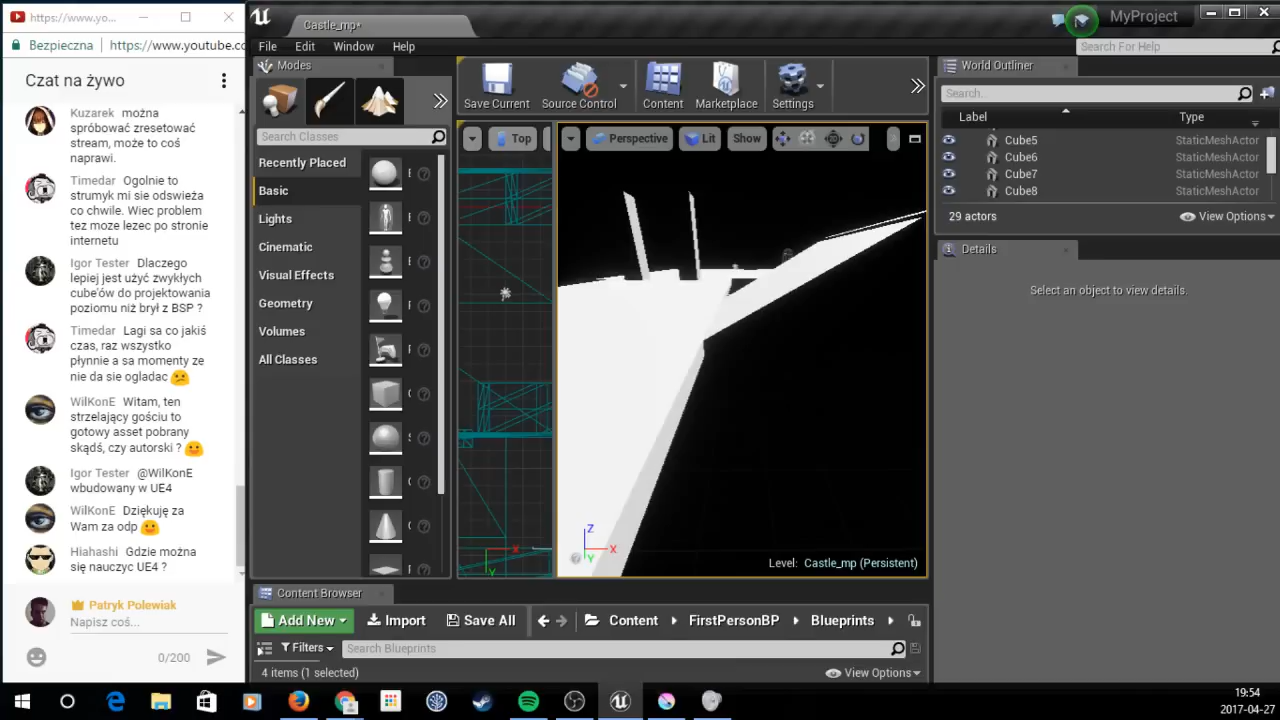 https://www.yo...
Bezpieczna
https://www.youtube.co
Czat na żywo
Kuzarek można
spróbować zresetować
stream, może to coś
naprawi.
Timedar Ogolnie to
strumyk mi sie odswieża
co chwile. Wiec problem
tez moze lezec po stronie
internetu
Igor Tester Dlaczego
lepiej jest użyć zwykłych
cube'ów do projektowania
poziomu niż brył z BSP ?
Timedar Lagi sa co jakiś
czas, raz wszystko
płynnie a sa momenty ze
nie da sie ogladac
WilKonE Witam, ten
strzelający gościu to
gotowy asset pobrany
skądś, czy autorski ?
Igor Tester @WilKonE
wbudowany w UE4
WilKonE Dziękuję za
Wam za odp
Hiahashi Gdzie można
się nauczyc UE4 ?
Patryk Polewiak
Napisz coś...
0/200
Castle_mp*
MyProject
File Edit Window Help
Search For Help
Modes
Search Classes
Recently Placed
Basic
Lights
Cinematic
Visual Effects
Geometry
Volumes
All Classes
Save Current
Source Control
Content
Marketplace
Settings
Top
Perspective
Lit
Show
Z
X
Y
X
Y
Level: Castle_mp (Persistent)
World Outliner
Search...
Label Type
Cube5 StaticMeshActor
Cube6 StaticMeshActor
Cube7 StaticMeshActor
Cube8 StaticMeshActor
29 actors
View Options
Details
Select an object to view details.
Content Browser
Add New
Import
Save All
Content
FirstPersonBP
Blueprints
Filters
Search Blueprints
4 items (1 selected)
View Options
19:54
2017-04-27